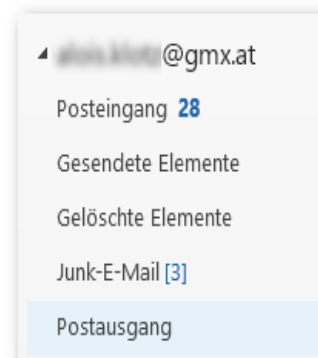 @gmx.at
Posteingang 28
Gesendete Elemente
Gelöschte Elemente
Junk-E-Mail [3]
Postausgang